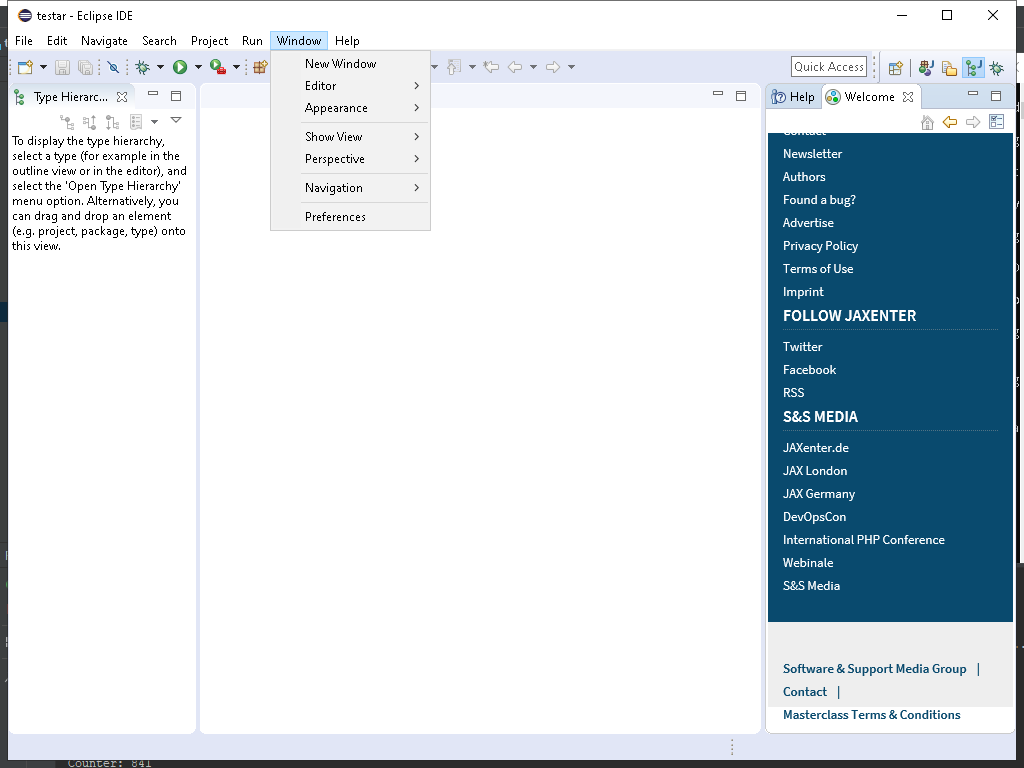 testar - Eclipse IDE
File Edit Navigate Search Project Run Window Help
Quick Access
New Window
Editor
Appearance
Show View
Perspective
Navigation
Preferences
Type Hierarc...
To display the type hierarchy,
select a type (for example in the
outline view or in the editor), and
select the 'Open Type Hierarchy'
menu option. Alternatively, you
can drag and drop an element
(e.g. project, package, type) onto
this view.
Help Welcome
Contact
Newsletter
Authors
Found a bug?
Advertise
Privacy Policy
Terms of Use
Imprint
FOLLOW JAXENTER
Twitter
Facebook
RSS
S&S MEDIA
JAXenter.de
JAX London
JAX Germany
DevOpsCon
International PHP Conference
Webinale
S&S Media
Software & Support Media Group |
Contact |
Masterclass Terms & Conditions
Counter: 841